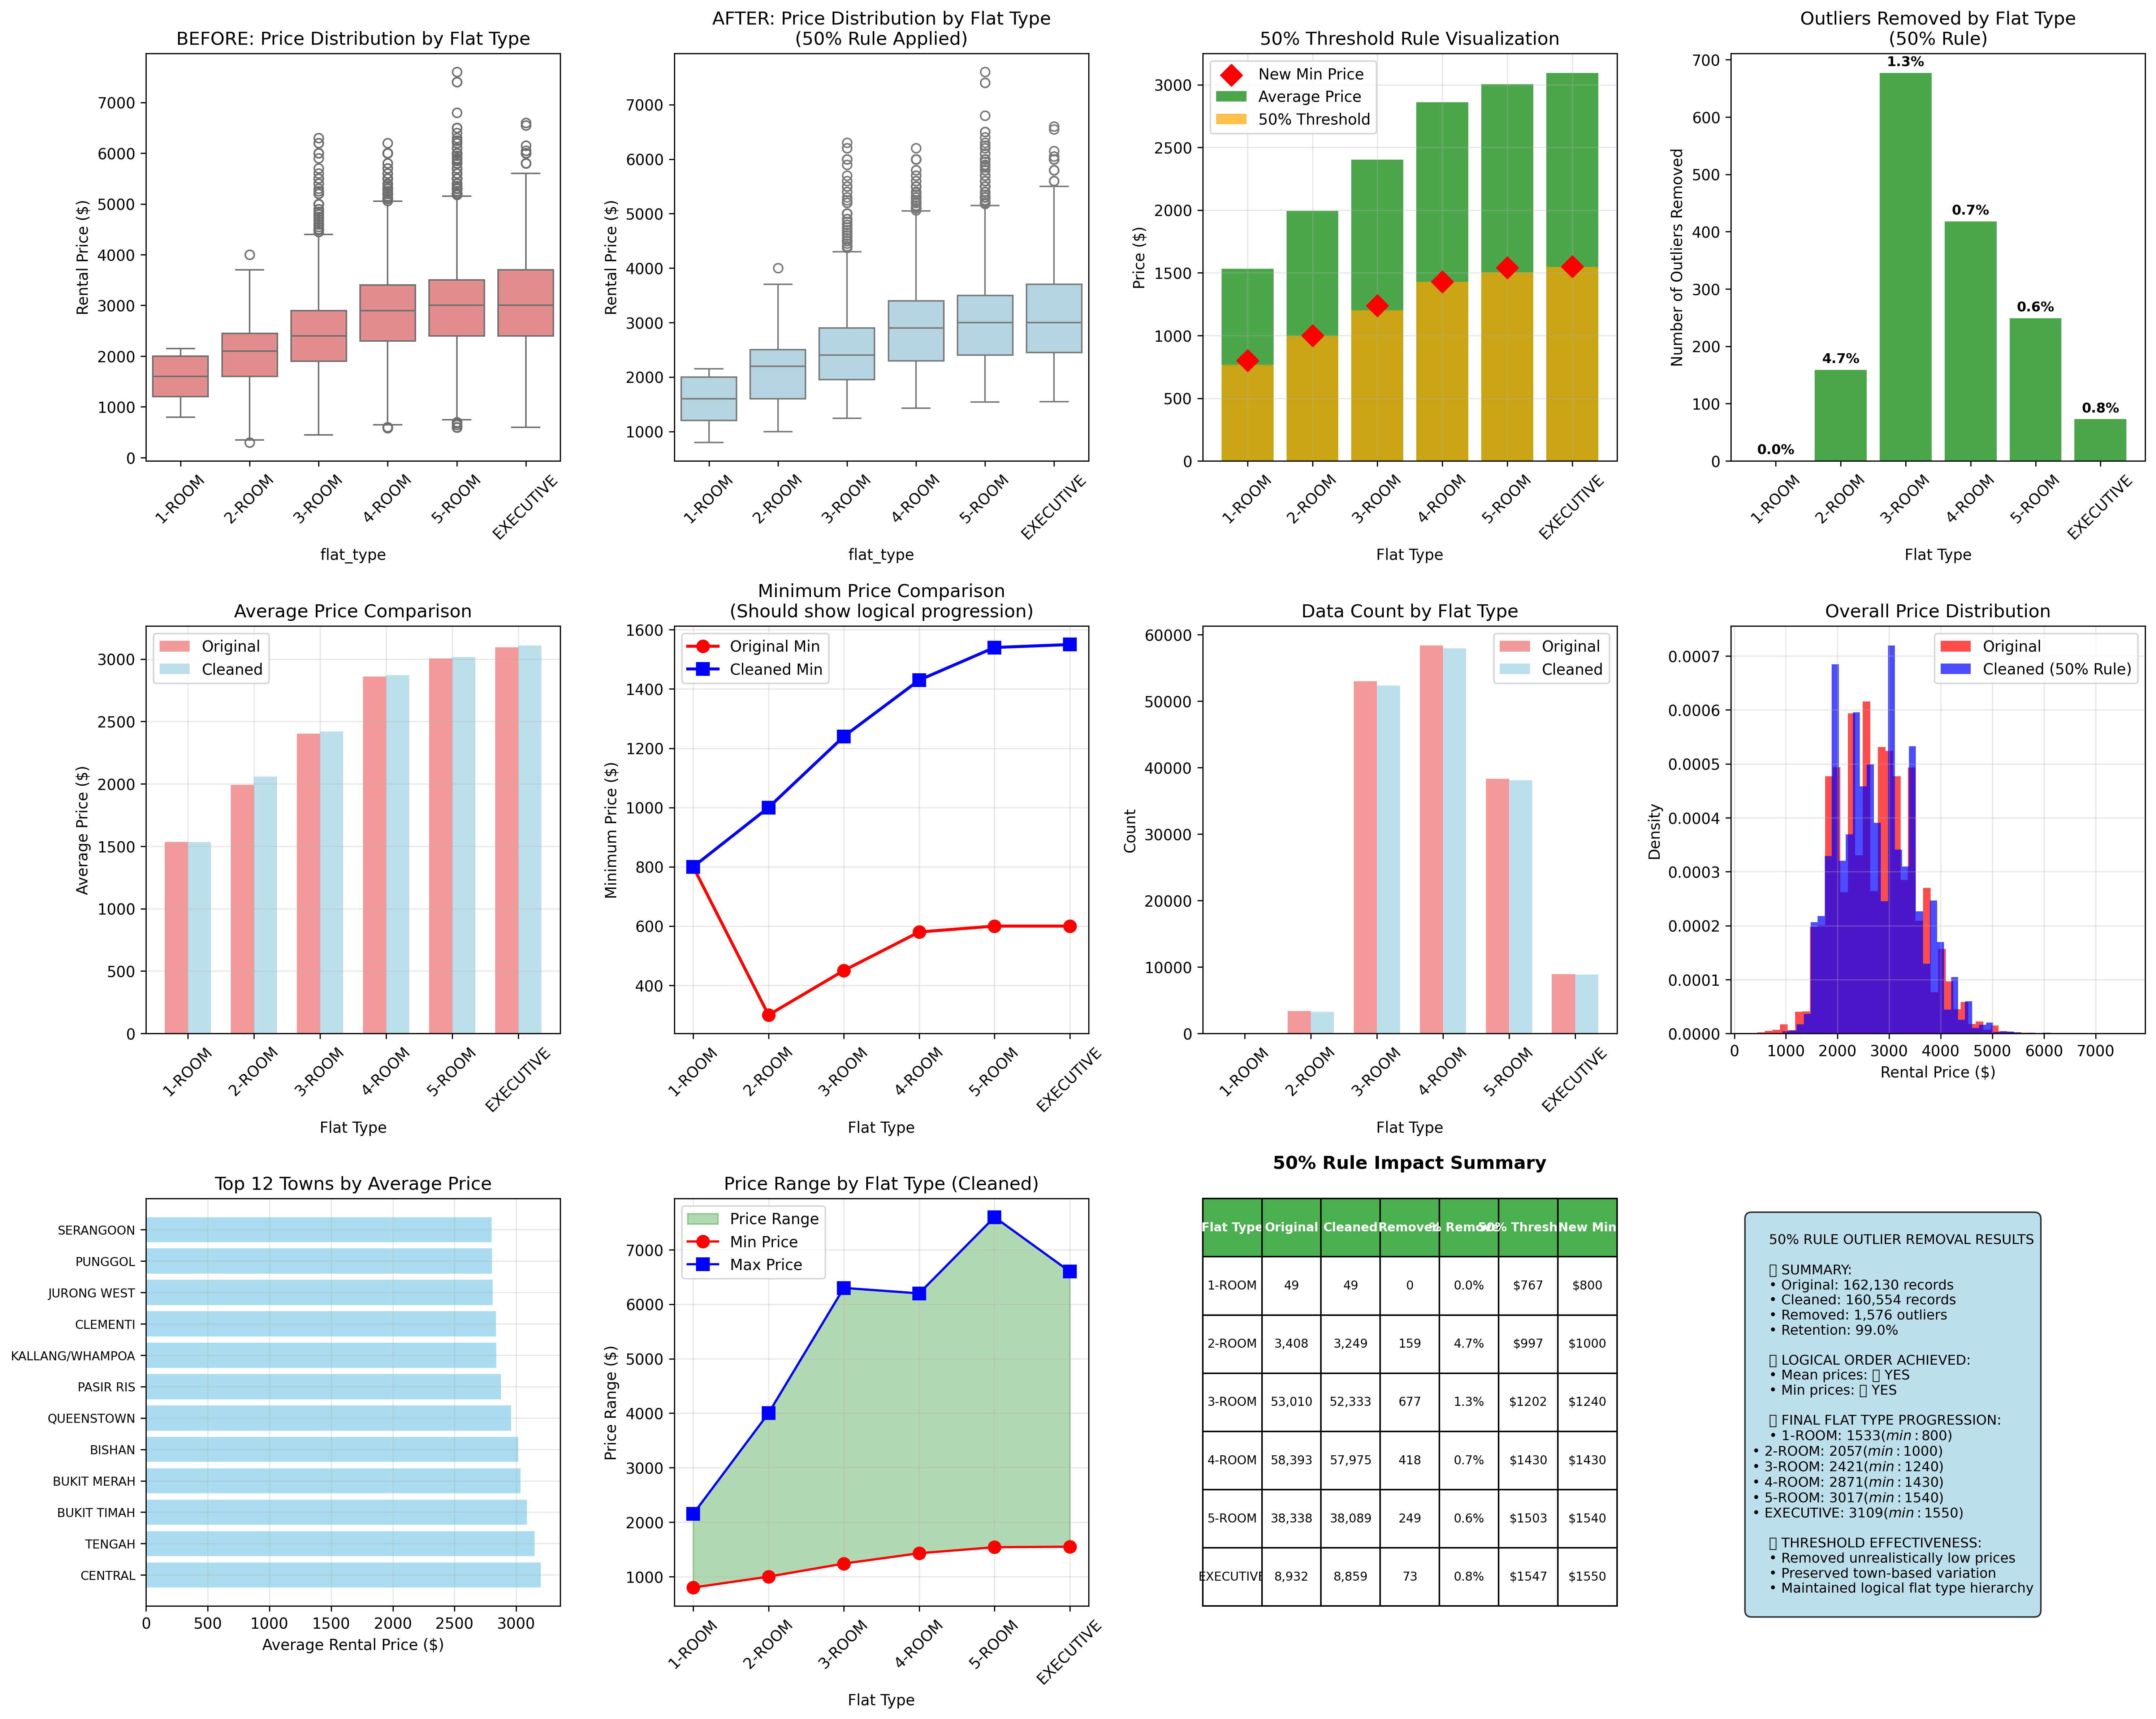 BEFORE: Price Distribution by Flat Type
Rental Price ($)
7000
6000
5000
4000
3000
2000
1000
0
1-ROOM
2-ROOM
3-ROOM
4-ROOM
5-ROOM
EXECUTIVE
flat_type
AFTER: Price Distribution by Flat Type
(50% Rule Applied)
Rental Price ($)
7000
6000
5000
4000
3000
2000
1000
1-ROOM
2-ROOM
3-ROOM
4-ROOM
5-ROOM
EXECUTIVE
flat_type
50% Threshold Rule Visualization
New Min Price
Average Price
50% Threshold
Price ($)
3000
2500
2000
1500
1000
500
0
1-ROOM
2-ROOM
3-ROOM
4-ROOM
5-ROOM
EXECUTIVE
Flat Type
Outliers Removed by Flat Type
(50% Rule)
Number of Outliers Removed
700
600
500
400
300
200
100
0
0.0%
4.7%
1.3%
0.7%
0.6%
0.8%
1-ROOM
2-ROOM
3-ROOM
4-ROOM
5-ROOM
EXECUTIVE
Flat Type
Average Price Comparison
Original
Cleaned
Average Price ($)
3000
2500
2000
1500
1000
500
0
1-ROOM
2-ROOM
3-ROOM
4-ROOM
5-ROOM
EXECUTIVE
Flat Type
Minimum Price Comparison
(Should show logical progression)
Original Min
Cleaned Min
Minimum Price ($)
1600
1400
1200
1000
800
600
400
1-ROOM
2-ROOM
3-ROOM
4-ROOM
5-ROOM
EXECUTIVE
Flat Type
Data Count by Flat Type
Original
Cleaned
Count
60000
50000
40000
30000
20000
10000
0
1-ROOM
2-ROOM
3-ROOM
4-ROOM
5-ROOM
EXECUTIVE
Flat Type
Overall Price Distribution
Original
Cleaned (50% Rule)
Density
0.0007
0.0006
0.0005
0.0004
0.0003
0.0002
0.0001
0.0000
0 1000 2000 3000 4000 5000 6000 7000
Rental Price ($)
Top 12 Towns by Average Price
SERANGOON
PUNGGOL
JURONG WEST
CLEMENTI
KALLANG/WHAMPOA
PASIR RIS
QUEENSTOWN
BISHAN
BUKIT MERAH
BUKIT TIMAH
TENGAH
CENTRAL
0 500 1000 1500 2000 2500 3000
Average Rental Price ($)
Price Range by Flat Type (Cleaned)
Price Range
Min Price
Max Price
Price Range ($)
7000
6000
5000
4000
3000
2000
1000
1-ROOM
2-ROOM
3-ROOM
4-ROOM
5-ROOM
EXECUTIVE
Flat Type
50% Rule Impact Summary
Flat Type Original Cleaned Removed % Remove 50% Thresh New Min
1-ROOM 49 49 0 0.0% $767 $800
2-ROOM 3,408 3,249 159 4.7% $997 $1000
3-ROOM 53,010 52,333 677 1.3% $1202 $1240
4-ROOM 58,393 57,975 418 0.7% $1430 $1430
5-ROOM 38,338 38,089 249 0.6% $1503 $1540
EXECUTIVE 8,932 8,859 73 0.8% $1547 $1550
50% RULE OUTLIER REMOVAL RESULTS
SUMMARY:
• Original: 162,130 records
• Cleaned: 160,554 records
• Removed: 1,576 outliers
• Retention: 99.0%
LOGICAL ORDER ACHIEVED:
• Mean prices: YES
• Min prices: YES
FINAL FLAT TYPE PROGRESSION:
• 1-ROOM: 1533(min:800)
• 2-ROOM: 2057(min:1000)
• 3-ROOM: 2421(min:1240)
• 4-ROOM: 2871(min:1430)
• 5-ROOM: 3017(min:1540)
• EXECUTIVE: 3109(min:1550)
THRESHOLD EFFECTIVENESS:
• Removed unrealistically low prices
• Preserved town-based variation
• Maintained logical flat type hierarchy